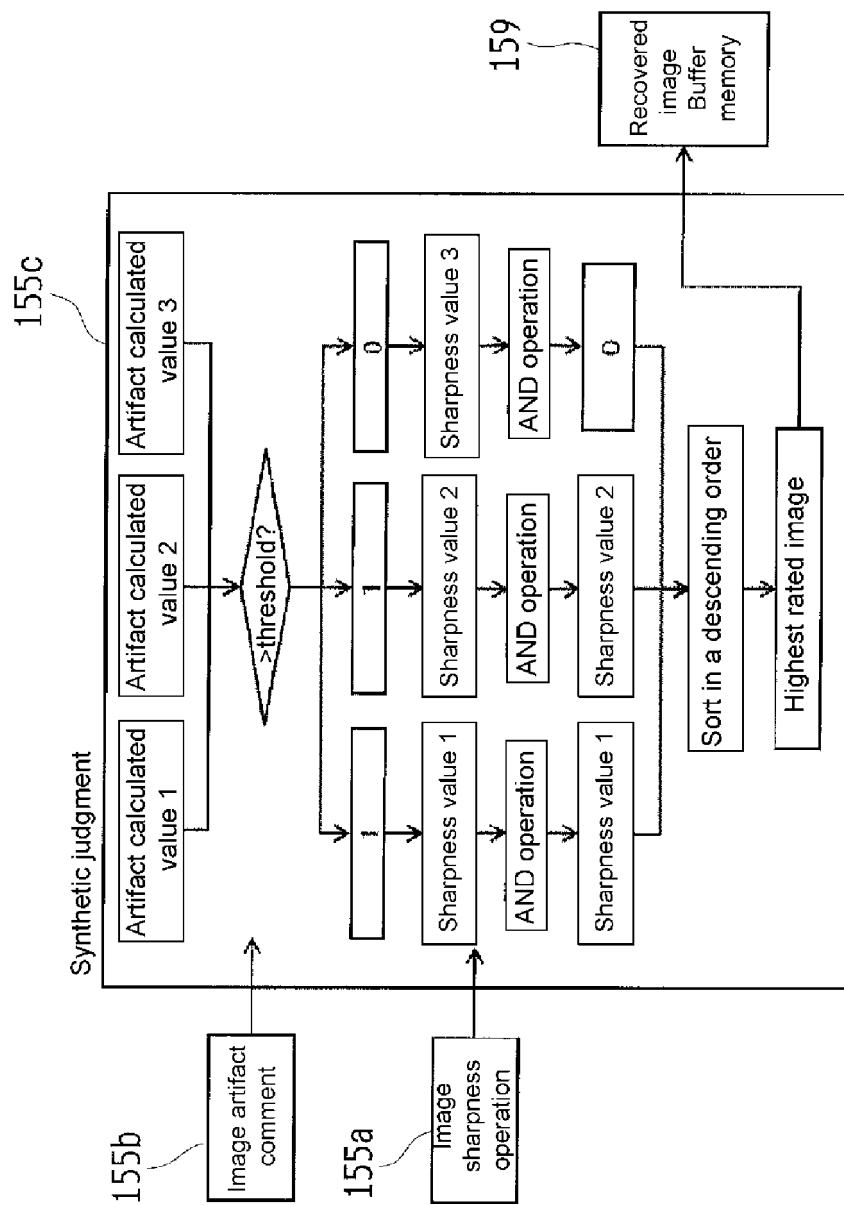 155c
Synthetic judgment
Artifact calculated
value 1
Artifact calculated
value 2
Artifact calculated
value 3
155b
Image artifact
comment
>threshold?
1
1
0
155a
Image
sharpness
operation
Sharpness value 1
Sharpness value 2
Sharpness value 3
AND operation
AND operation
AND operation
Sharpness value 1
Sharpness value 2
0
Sort in a descending order
Highest rated image
159
Recovered
image
Buffer
memory